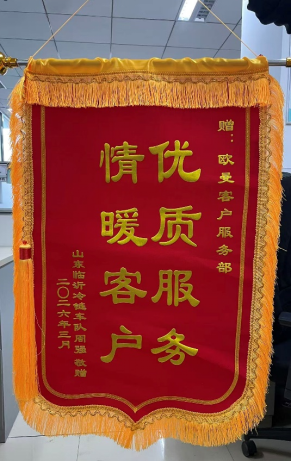 赠：欧曼客户服务部
优质服务
情暖客户
山东临沂冷链车队周强 敬赠
二〇二六年三月